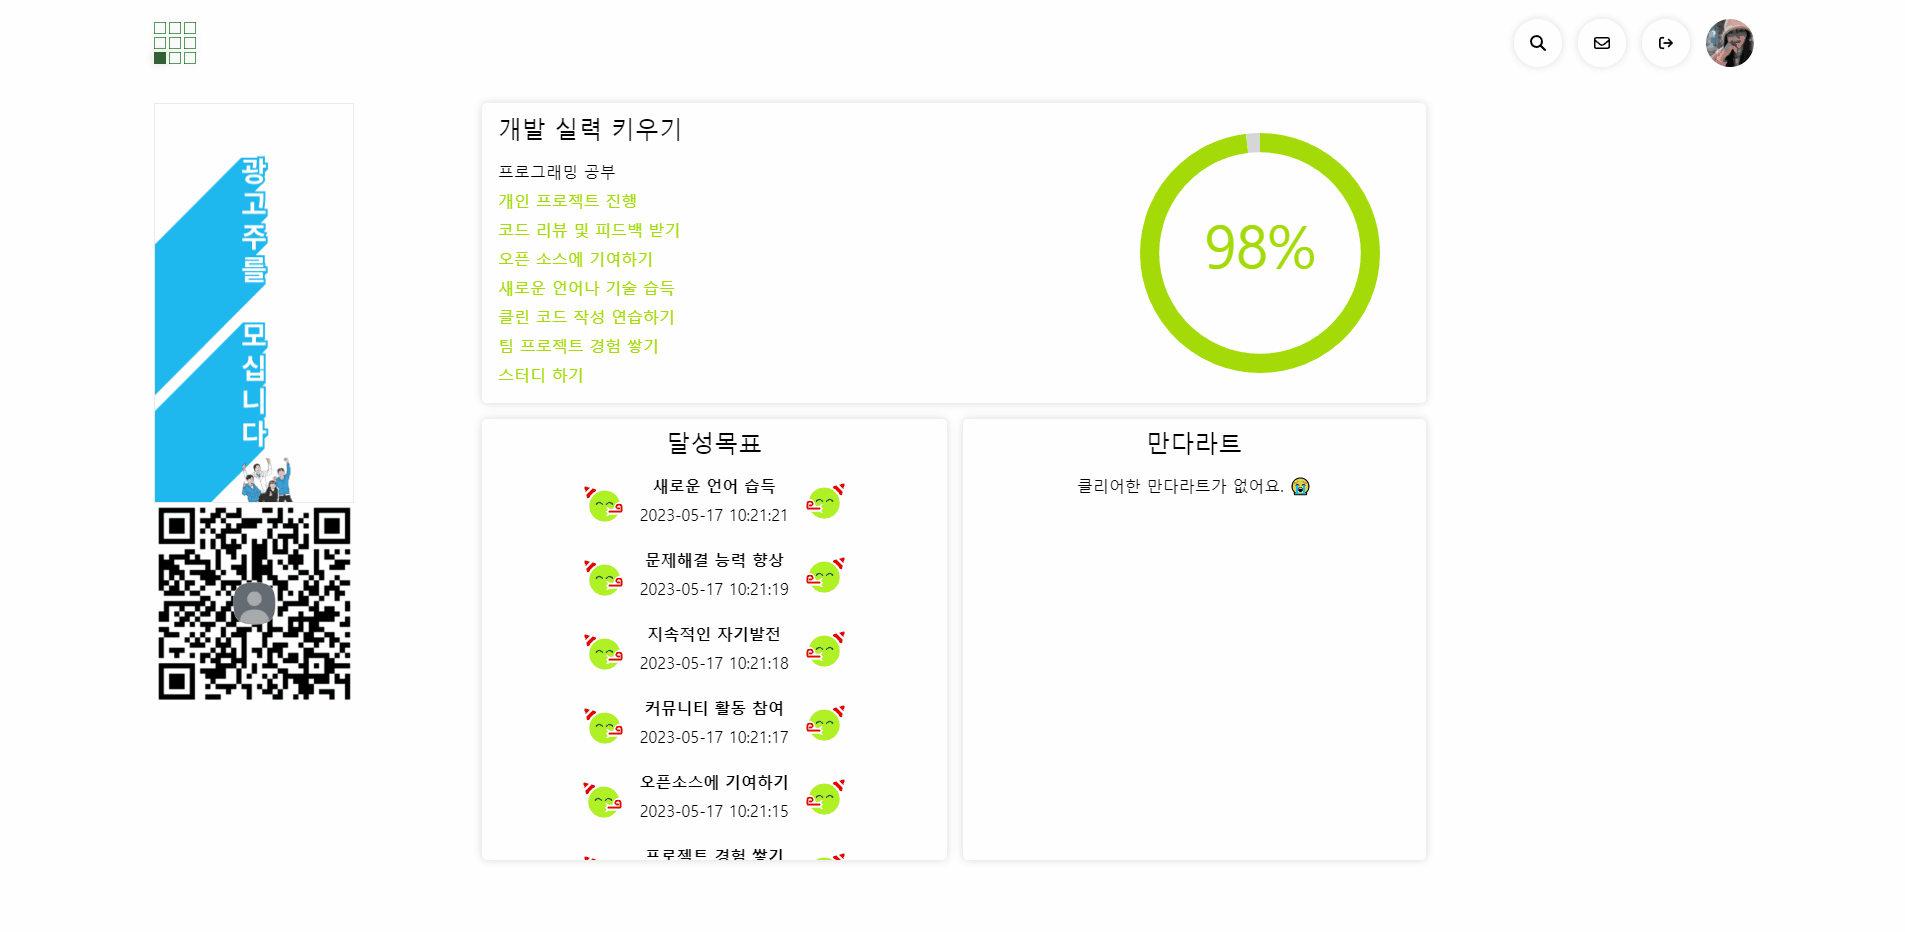 광고주를 모십니다
개발 실력 키우기
프로그래밍 공부
개인 프로젝트 진행
코드 리뷰 및 피드백 받기
오픈 소스에 기여하기
새로운 언어나 기술 습득
클린 코드 작성 연습하기
팀 프로젝트 경험 쌓기
스터디 하기
98%
달성목표
새로운 언어 습득
2023-05-17 10:21:21
문제해결 능력 향상
2023-05-17 10:21:19
지속적인 자기발전
2023-05-17 10:21:18
커뮤니티 활동 참여
2023-05-17 10:21:17
오픈소스에 기여하기
2023-05-17 10:21:15
프로젝트 경험 쌓기
만다라트
클리어한 만다라트가 없어요. 😭